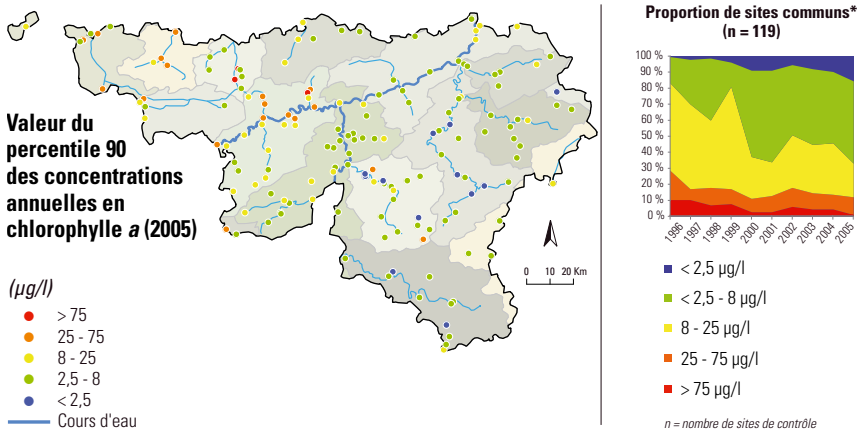 Valeur du
percentile 90
des concentrations
annuelles en
chlorophylle a (2005)
(µg/l)
> 75
25 - 75
8 - 25
2,5 - 8
< 2,5
Cours d'eau
0 10 20 Km
Proportion de sites communs*
(n = 119)
100 %
90 %
80 %
70 %
60 %
50 %
40 %
30 %
20 %
10 %
0 %
1996 1997 1998 1999 2000 2001 2002 2003 2004 2005
< 2,5 µg/l
< 2,5 - 8 µg/l
8 - 25 µg/l
25 - 75 µg/l
> 75 µg/l
n = nombre de sites de contrôle